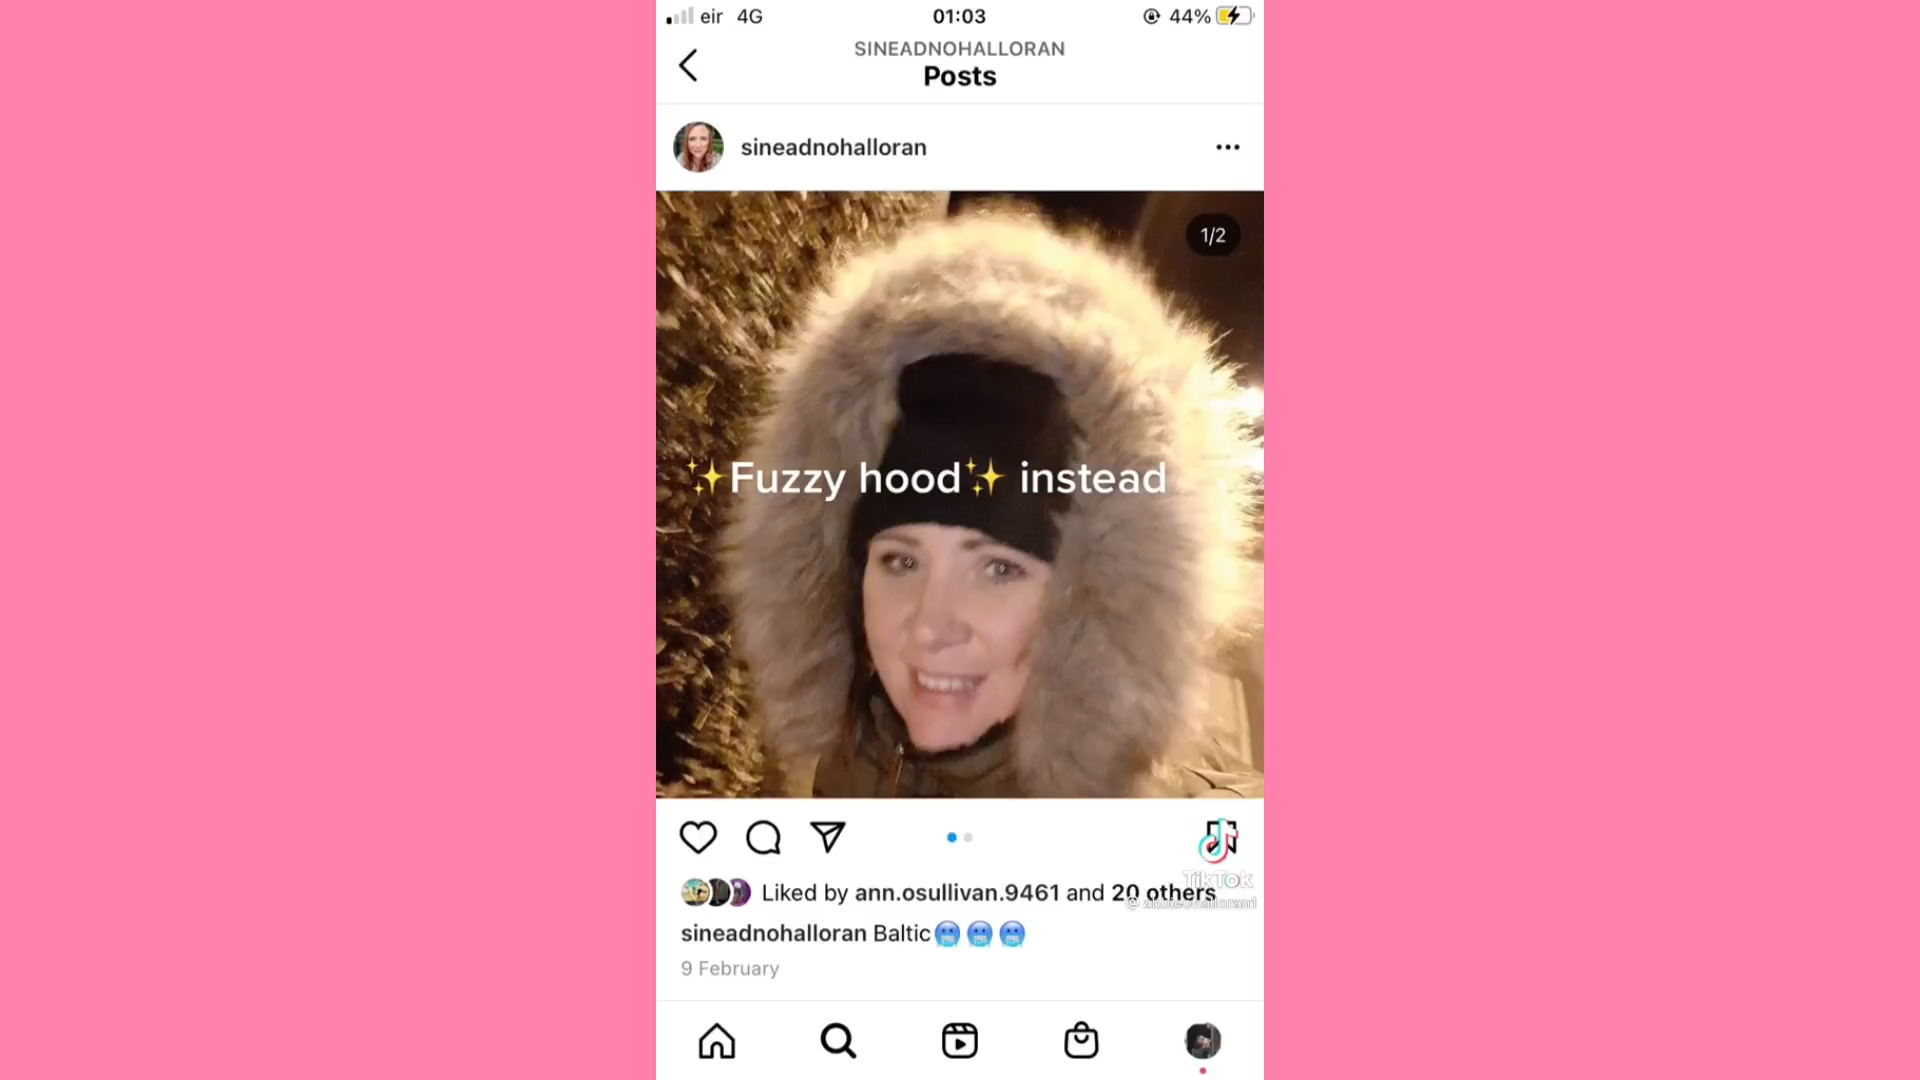 eir 4G 01:03 44%
SINEADNOHALLORAN
Posts
sineadnohalloran
1/2
✨Fuzzy hood✨ instead
Liked by ann.osullivan.9461 and 20 others
TikTok
sineadnohalloran Baltic🥶🥶🥶
9 February